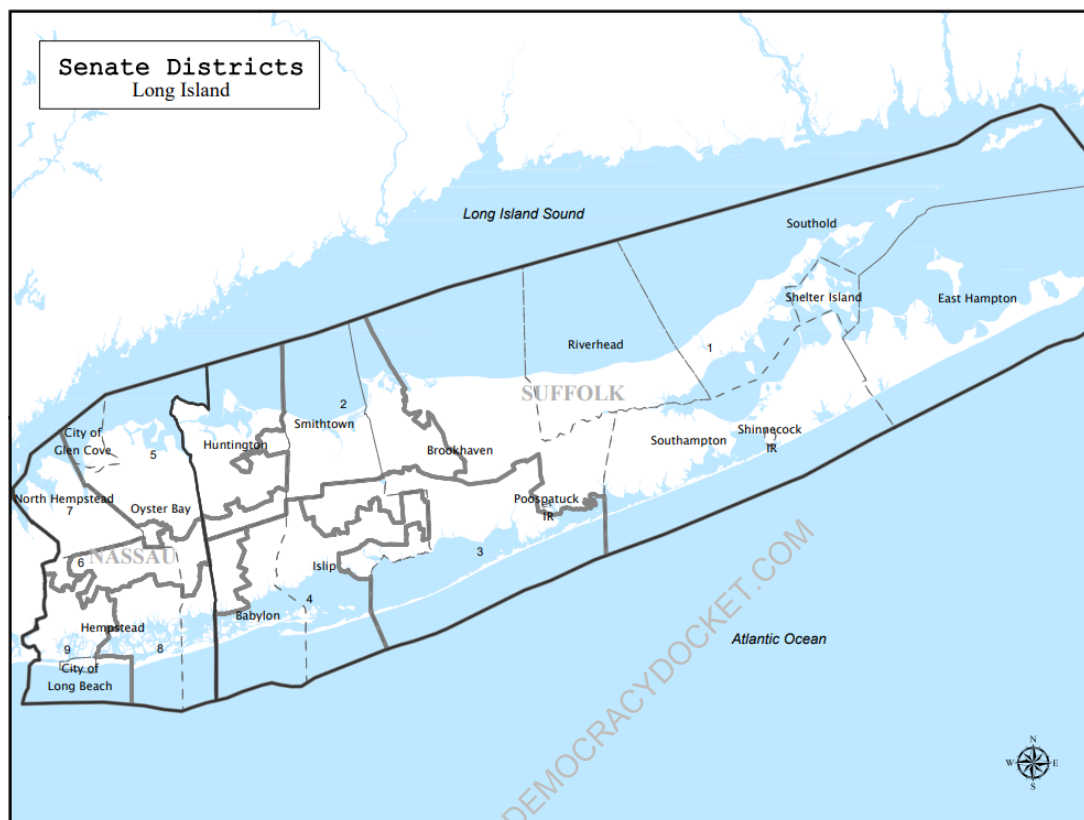 Senate Districts
Long Island
Long Island Sound
Southold
Shelter Island
East Hampton
Riverhead
1
SUFFOLK
2
Smithtown
City of
Glen Cove
5
Huntington
Brookhaven
Southampton
Shinnecock
IR
North Hempstead
7
Oyster Bay
Poospatuck
IR
NASSAU
6
3
Islip
4
Babylon
Hempstead
8
9
City of
Long Beach
Atlantic Ocean
DEMOCRACYDOCKET.COM
N
W
E
S